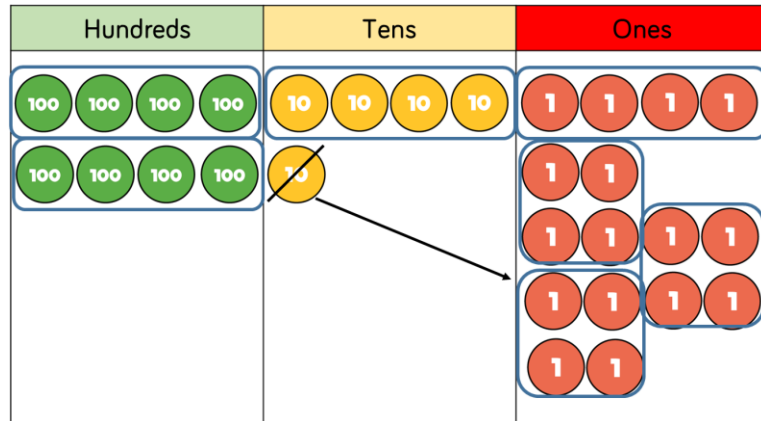 Hundreds Tens Ones
100 100 100 100 10 10 10 10 1 1 1 1
100 100 100 100 10 1 1
1 1 1 1
1 1 1 1
1 1